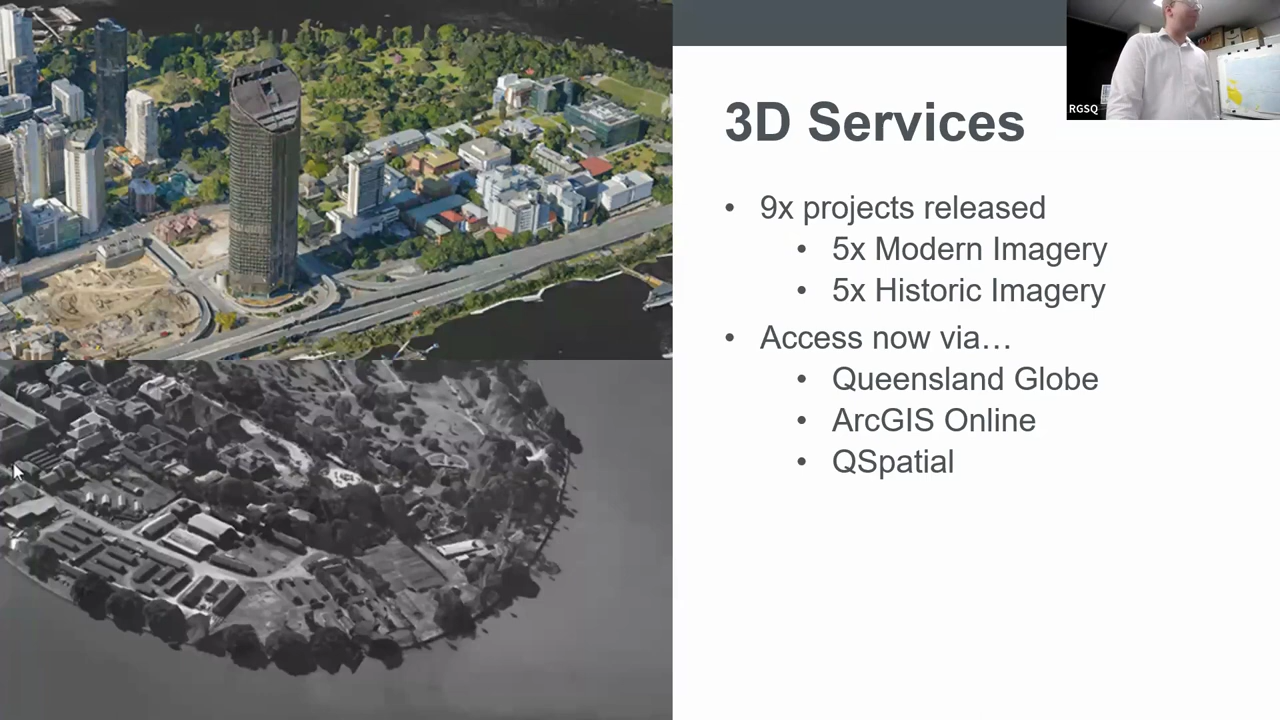 3D Services
RGSQ
• 9x projects released
• 5x Modern Imagery
• 5x Historic Imagery
• Access now via…
• Queensland Globe
• ArcGIS Online
• QSpatial